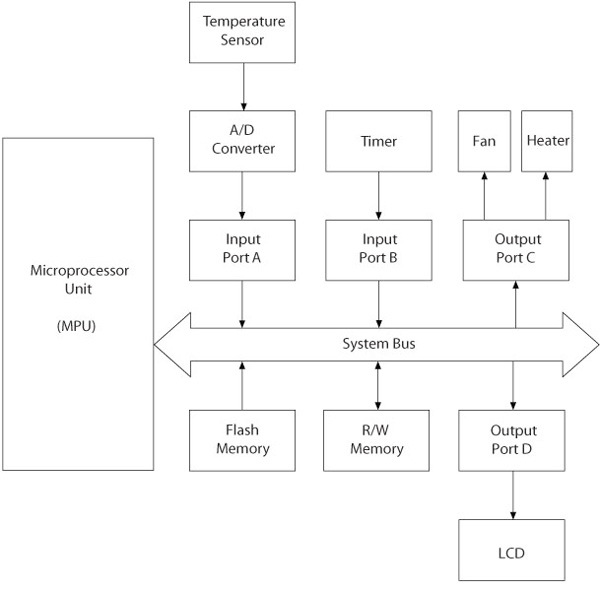 Temperature
Sensor
A/D
Converter
Timer
Fan
Heater
Microprocessor
Unit
(MPU)
Input
Port A
Input
Port B
Output
Port C
System Bus
Flash
Memory
R/W
Memory
Output
Port D
LCD